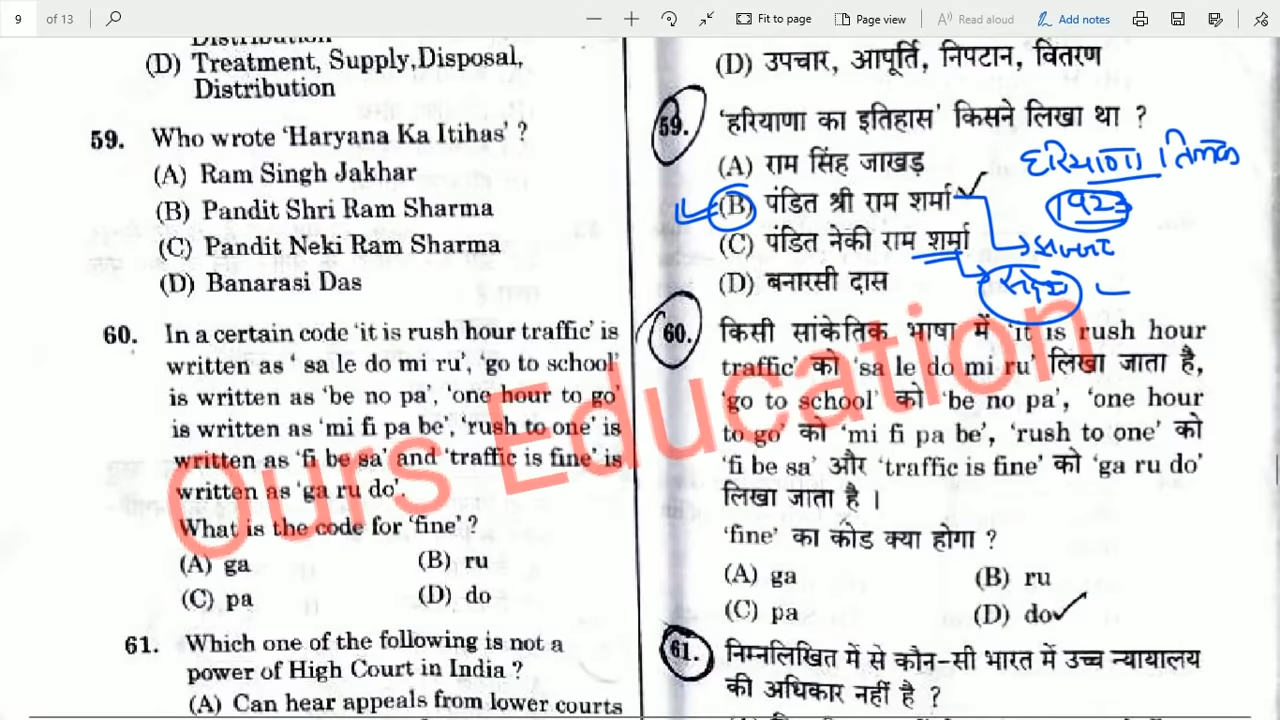 9 of 13 Fit to page Page view Read aloud Add notes
Distribution
(D) Treatment, Supply,Disposal,
Distribution
59. Who wrote ‘Haryana Ka Itihas’ ?
(A) Ram Singh Jakhar
(B) Pandit Shri Ram Sharma
(C) Pandit Neki Ram Sharma
(D) Banarasi Das
60. In a certain code ‘it is rush hour traffic’ is
written as ‘ sa le do mi ru’, ‘go to school’
is written as ‘be no pa’, ‘one hour to go’
is written as ‘mi fi pa be’, ‘rush to one’ is
written as ‘fi be sa’ and ‘traffic is fine’ is
written as ‘ga ru do’.
What is the code for ‘fine’ ?
(A) ga (B) ru
(C) pa (D) do
61. Which one of the following is not a
power of High Court in India ?
(A) Can hear appeals from lower courts
(D) उपचार, आपूर्ति, निपटान, वितरण
59. ‘हरियाणा का इतिहास’ किसने लिखा था ?
(A) राम सिंह जाखड़
(B) पंडित श्री राम शर्मा
(C) पंडित नेकी राम शर्मा
(D) बनारसी दास
हरियाणा तिलक
1923
झज्जर
60. किसी सांकेतिक भाषा में ‘it is rush hour
traffic’ को ‘sa le do mi ru’ लिखा जाता है,
‘go to school’ को ‘be no pa’, ‘one hour
to go’ को ‘mi fi pa be’, ‘rush to one’ को
‘fi be sa’ और ‘traffic is fine’ को ‘ga ru do’
लिखा जाता है ।
‘fine’ का कोड क्या होगा ?
(A) ga (B) ru
(C) pa (D) do
61. निम्नलिखित में से कौन-सी भारत में उच्च न्यायालय
की अधिकार नहीं है ?
Ours Education